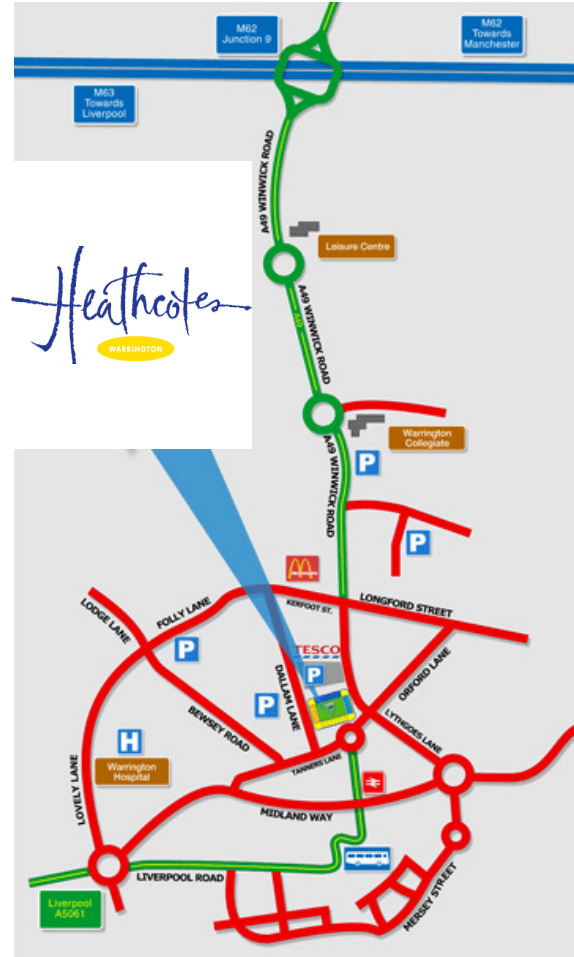 M62
Junction 9
M62
Towards
Manchester
M63
Towards
Liverpool
A49 WINWICK ROAD
Leisure Centre
Heathcotes
WARRINGTON
A49 WINWICK ROAD
A49
Warrington
Collegiate
A49 WINWICK ROAD
P
P
LODGE LANE
FOLLY LANE
KERFOOT ST.
LONGFORD STREET
P
TESCO
P
ORFORD LANE
DALLAM LANE
P
BEWSEY ROAD
LYTHGOES LANE
H
Warrington
Hospital
TANNERS LANE
LOVELY LANE
MIDLAND WAY
LIVERPOOL ROAD
MERSEY STREET
Liverpool
A5061